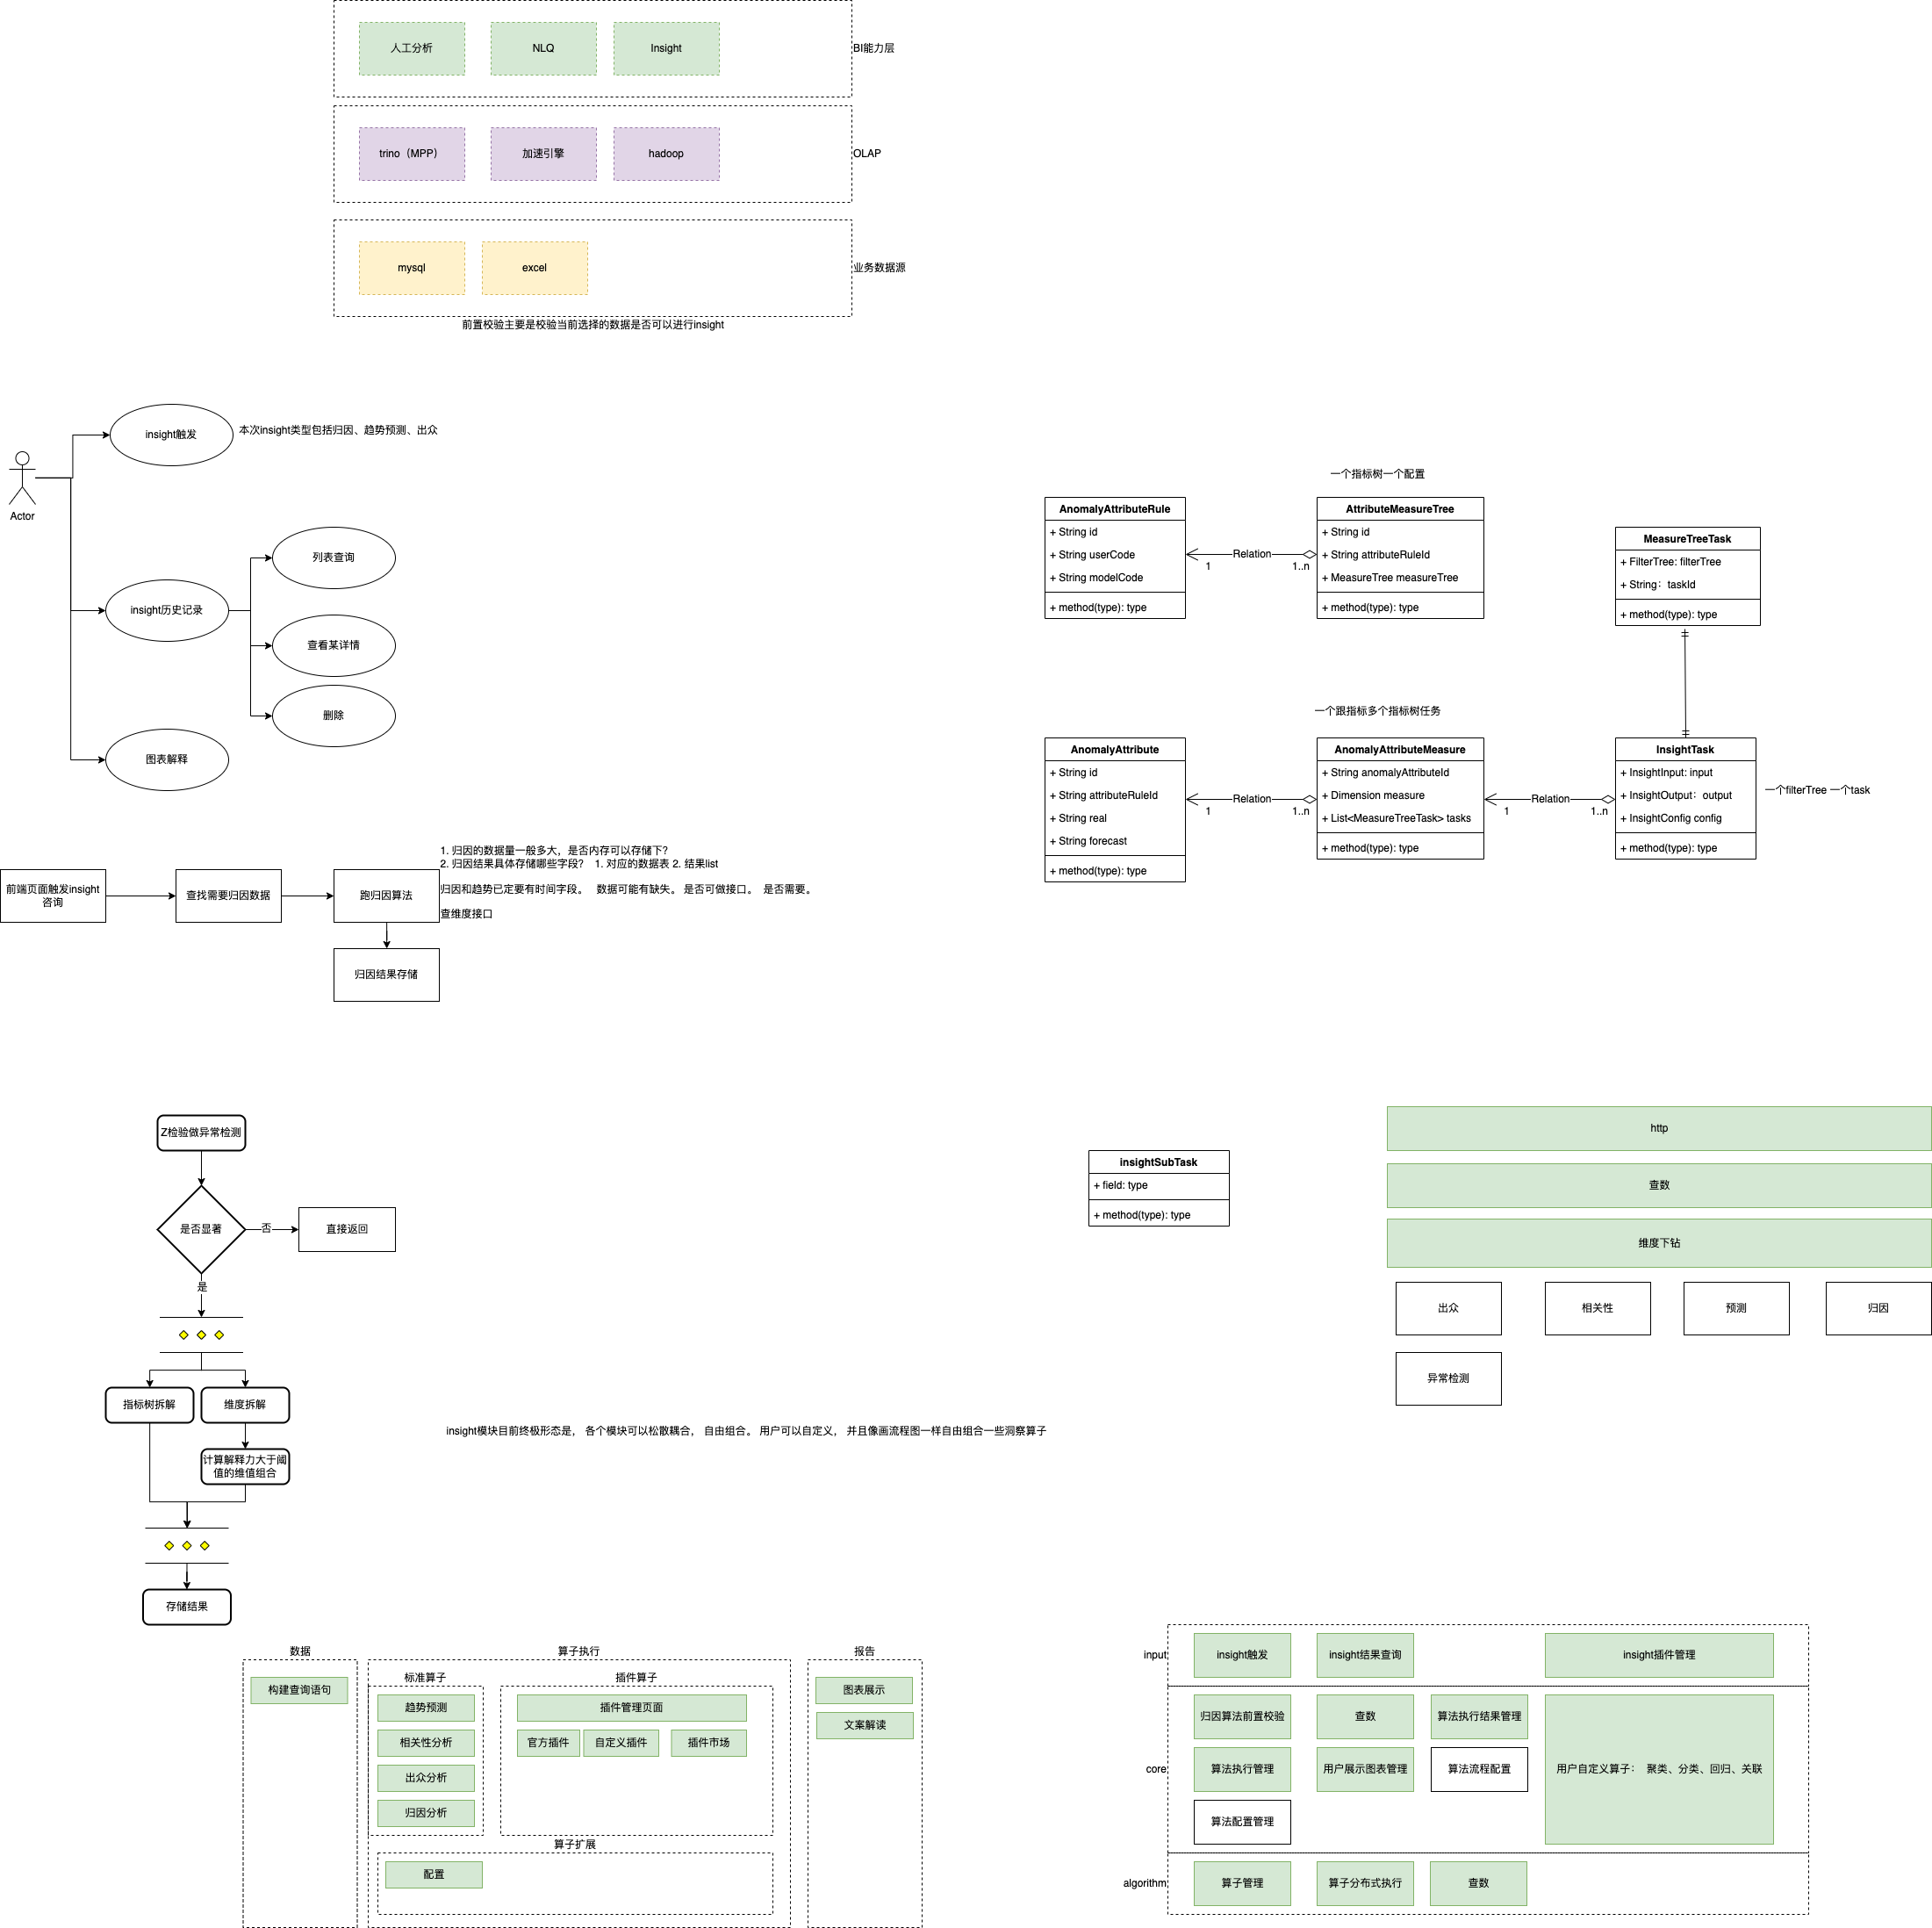 人工分析
NLQ
Insight
BI能力层
trino（MPP）
加速引擎
hadoop
OLAP
mysql
excel
业务数据源
前置校验主要是校验当前选择的数据是否可以进行insight
insight触发
本次insight类型包括归因、趋势预测、出众
Actor
列表查询
insight历史记录
查看某详情
删除
图表解释
一个指标树一个配置
AnomalyAttributeRule
+ String id
+ String userCode
+ String modelCode
+ method(type): type
Relation
1
1..n
AttributeMeasureTree
+ String id
+ String attributeRuleId
+ MeasureTree measureTree
+ method(type): type
MeasureTreeTask
+ FilterTree: filterTree
+ String：taskId
+ method(type): type
一个跟指标多个指标树任务
AnomalyAttribute
+ String id
+ String attributeRuleId
+ String real
+ String forecast
+ method(type): type
Relation
1
1..n
AnomalyAttributeMeasure
+ String anomalyAttributeId
+ Dimension measure
+ List<MeasureTreeTask> tasks
+ method(type): type
Relation
1
1..n
InsightTask
+ InsightInput: input
+ InsightOutput：output
+ InsightConfig config
+ method(type): type
一个filterTree 一个task
前端页面触发insight
咨询
查找需要归因数据
跑归因算法
归因结果存储
1. 归因的数据量一般多大，是否内存可以存储下？
2. 归因结果具体存储哪些字段？ 1. 对应的数据表 2. 结果list
归因和趋势已定要有时间字段。 数据可能有缺失。 是否可做接口。 是否需要。
查维度接口
Z检验做异常检测
是否显著
否
直接返回
是
指标树拆解
维度拆解
计算解释力大于阈
值的维值组合
存储结果
insight模块目前终极形态是， 各个模块可以松散耦合， 自由组合。 用户可以自定义， 并且像画流程图一样自由组合一些洞察算子
insightSubTask
+ field: type
+ method(type): type
http
查数
维度下钻
出众
相关性
预测
归因
异常检测
数据
构建查询语句
算子执行
标准算子
趋势预测
相关性分析
出众分析
归因分析
插件算子
插件管理页面
官方插件
自定义插件
插件市场
算子扩展
配置
报告
图表展示
文案解读
input
insight触发
insight结果查询
insight插件管理
core
归因算法前置校验
查数
算法执行结果管理
算法执行管理
用户展示图表管理
算法流程配置
用户自定义算子： 聚类、分类、回归、关联
算法配置管理
algorithm
算子管理
算子分布式执行
查数